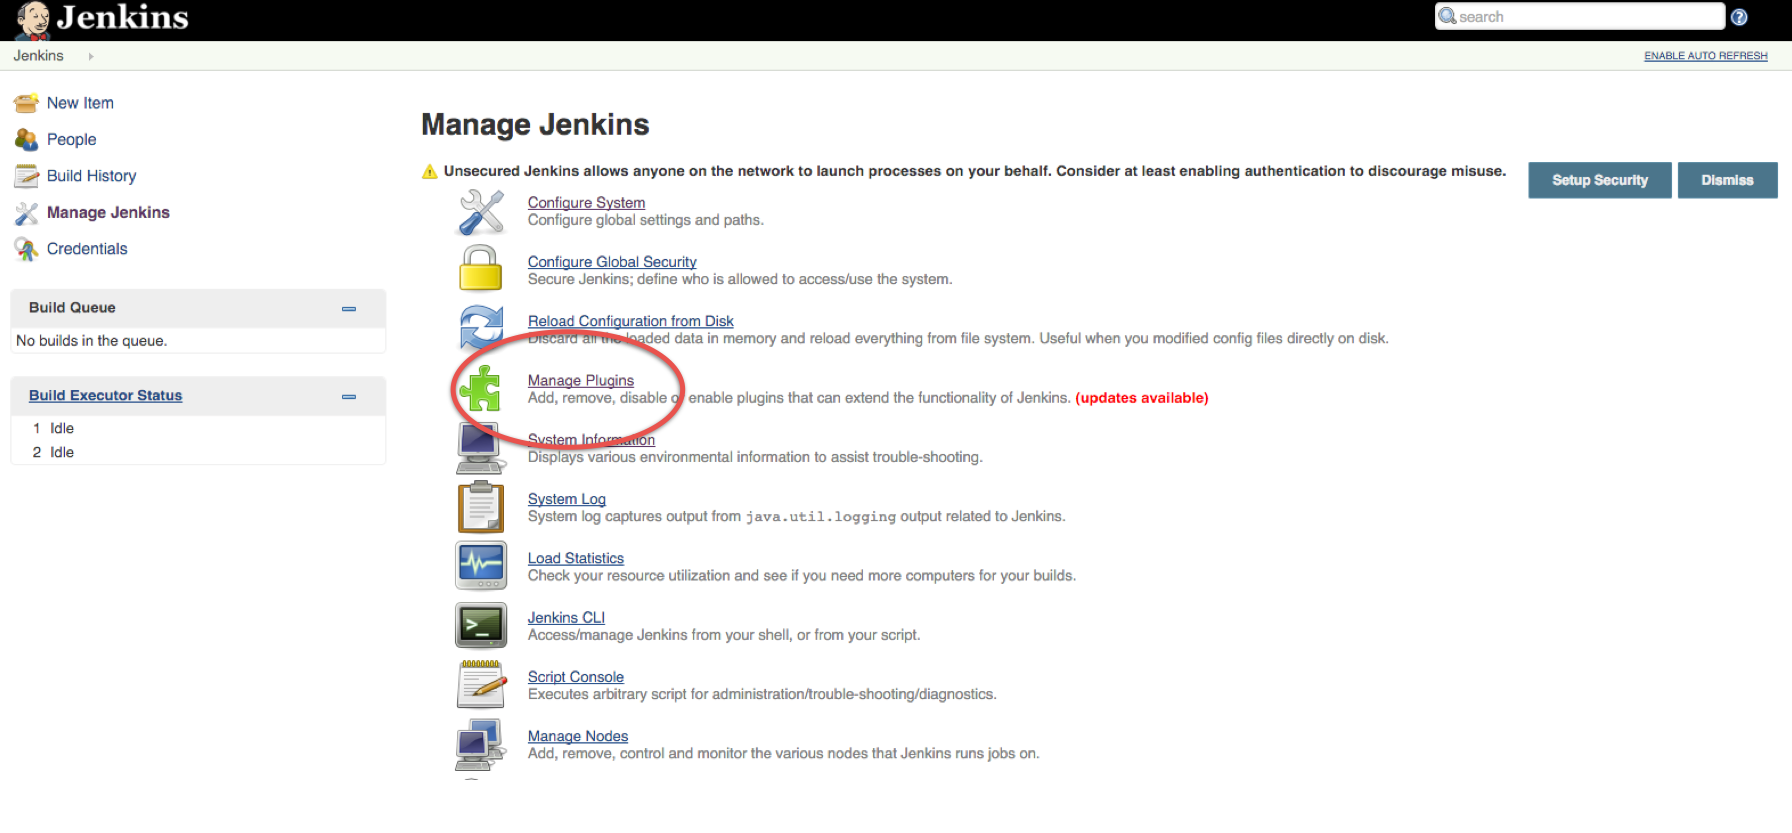 Jenkins
search
Jenkins
ENABLE AUTO REFRESH
New Item
People
Build History
Manage Jenkins
Credentials
Build Queue
No builds in the queue.
Build Executor Status
1 Idle
2 Idle
Manage Jenkins
Unsecured Jenkins allows anyone on the network to launch processes on your behalf. Consider at least enabling authentication to discourage misuse.
Setup Security
Dismiss
Configure System
Configure global settings and paths.
Configure Global Security
Secure Jenkins; define who is allowed to access/use the system.
Reload Configuration from Disk
Discard all the loaded data in memory and reload everything from file system. Useful when you modified config files directly on disk.
Manage Plugins
Add, remove, disable or enable plugins that can extend the functionality of Jenkins. (updates available)
System Information
Displays various environmental information to assist trouble-shooting.
System Log
System log captures output from java.util.logging output related to Jenkins.
Load Statistics
Check your resource utilization and see if you need more computers for your builds.
Jenkins CLI
Access/manage Jenkins from your shell, or from your script.
Script Console
Executes arbitrary script for administration/trouble-shooting/diagnostics.
Manage Nodes
Add, remove, control and monitor the various nodes that Jenkins runs jobs on.